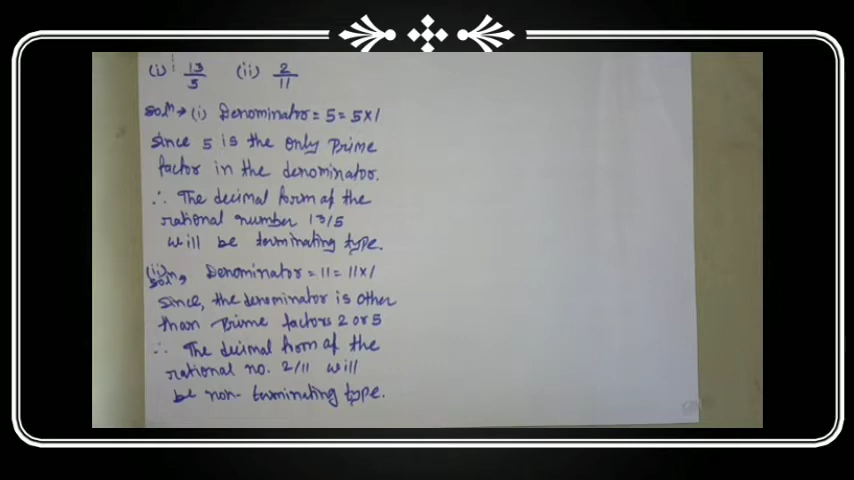 (i) 13/5 (ii) 2/11
Soln → (i) Denominator = 5 = 5×1
since 5 is the only Prime
factor in the denominator.
∴ The decimal form of the
rational number 13/5
will be terminating type.
(ii) Soln → Denominator = 11 = 11×1
since, the denominator is other
than Prime factors 2 or 5
∴ The decimal from of the
rational no. 2/11 will
be non-terminating type.